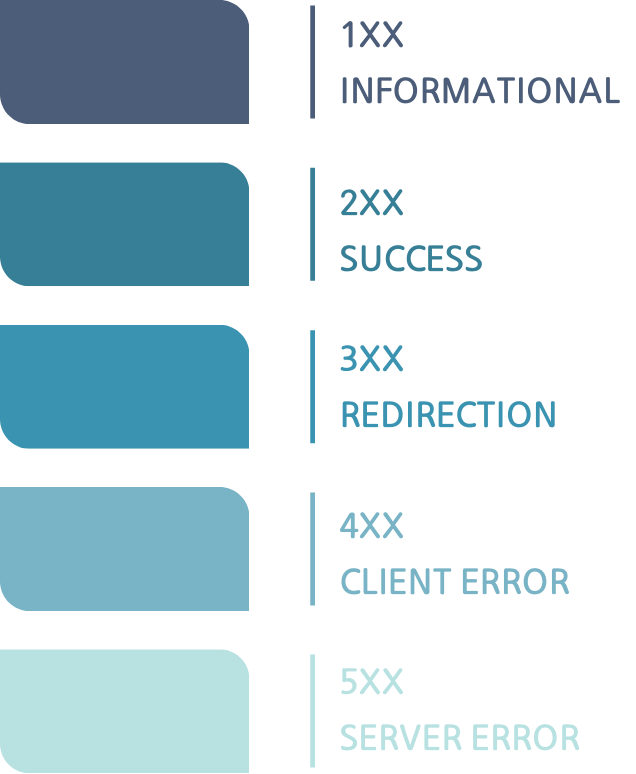 1XX
INFORMATIONAL
2XX
SUCCESS
3XX
REDIRECTION
4XX
CLIENT ERROR
5XX
SERVER ERROR